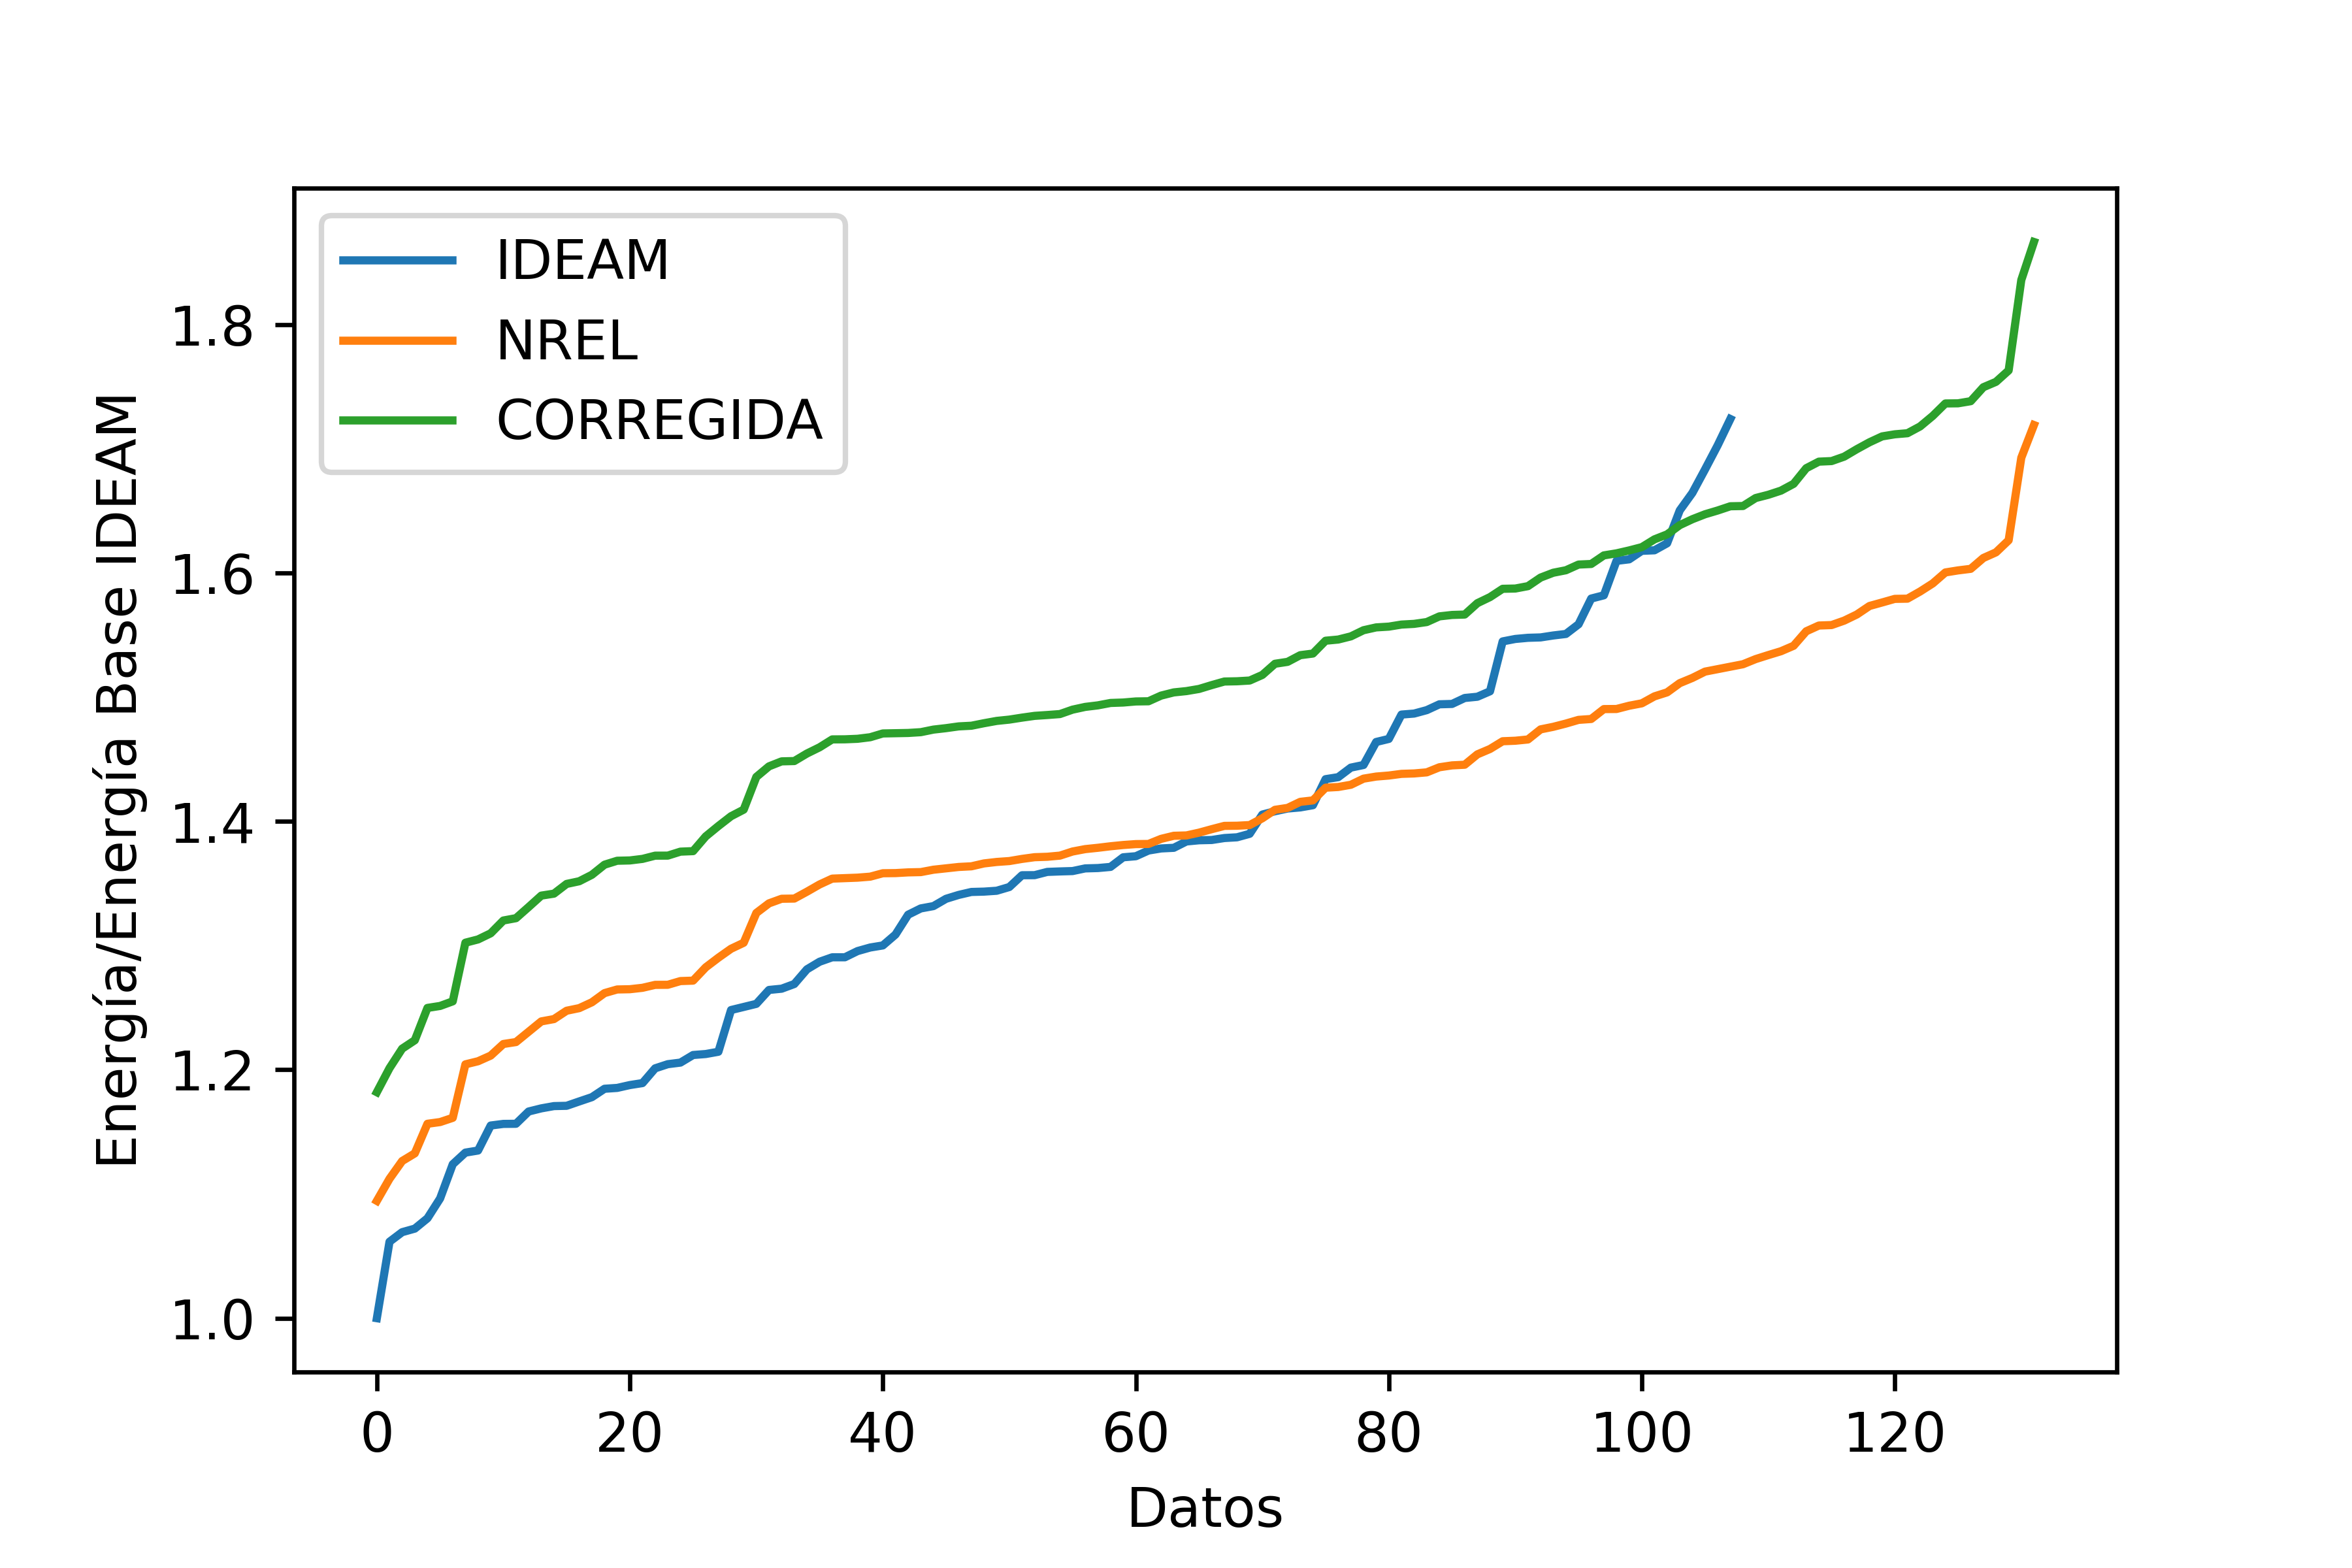 IDEAM
NREL
CORREGIDA
Energía/Energía Base IDEAM
1.8
1.6
1.4
1.2
1.0
0 20 40 60 80 100 120
Datos